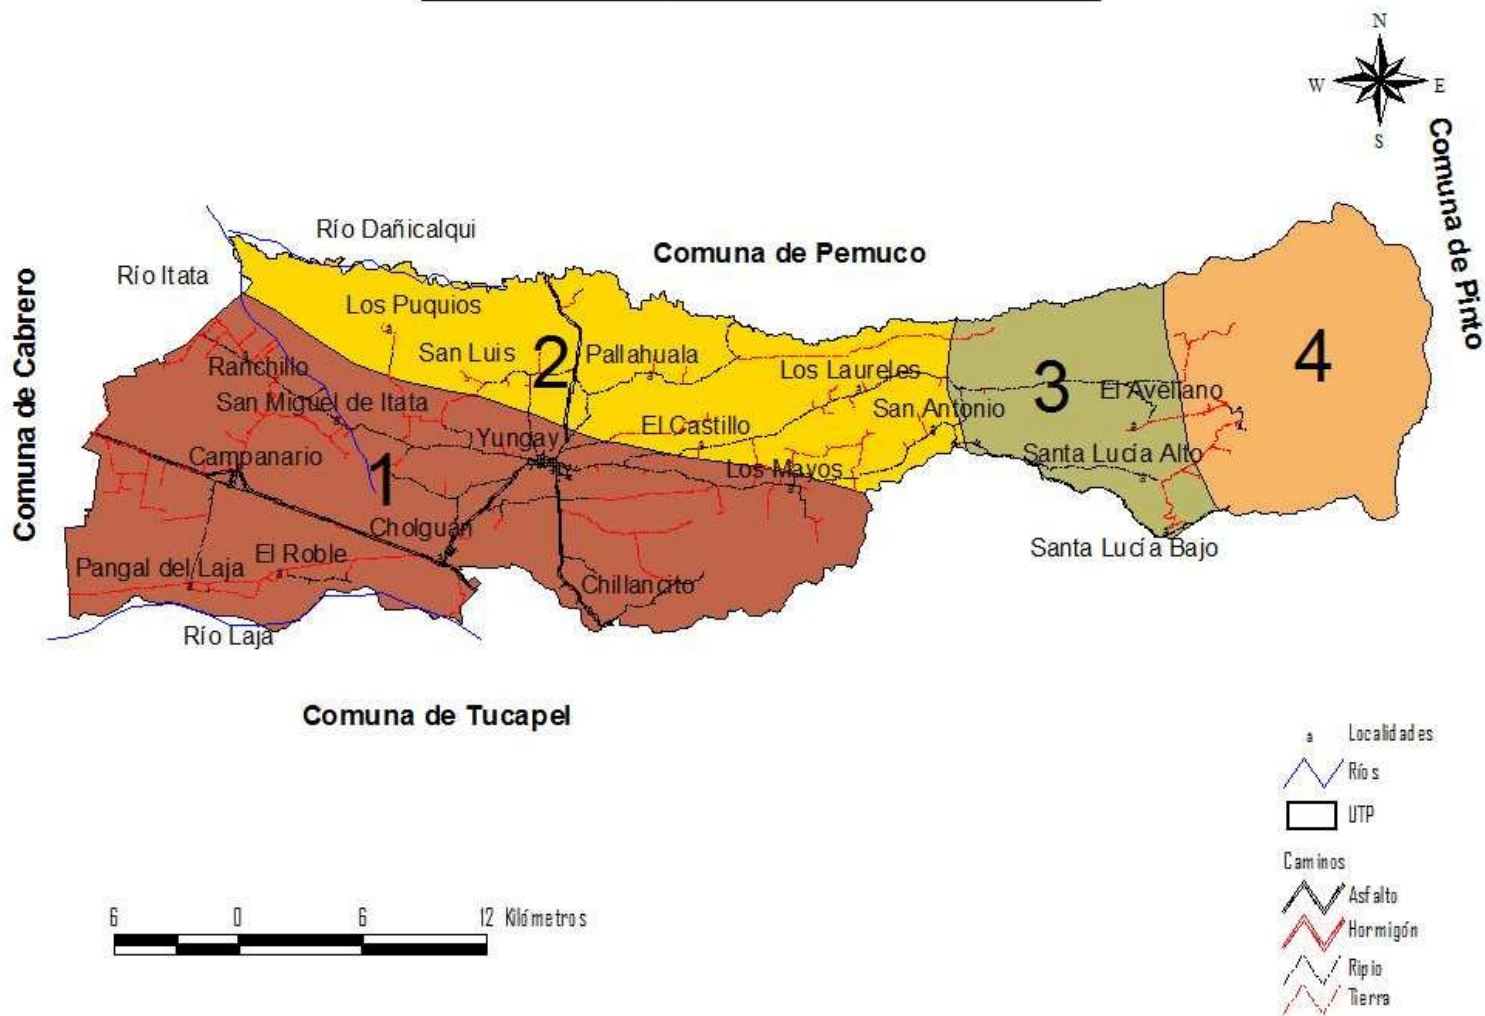 N
W E
S
Comuna de Pinto
Río Dañicalqui
Comuna de Pemuco
Río Itata
Comuna de Cabrero
Los Puquios
San Luis
2
Pallahuala
Los Laureles
3
4
Ranchillo
El Avellano
San Miguel de Itata
San Antonio
El Castillo
Yungay
Campanario
1
Los Mayos
Santa Lucía Alto
Cholguán
Santa Lucía Bajo
El Roble
Pangal del Laja
Chillancito
Río Laja
Comuna de Tucapel
a Localidades
Ríos
UTP
Caminos
Asfalto
Hormigón
Ripio
Tierra
6 0 6 12 Kilómetros